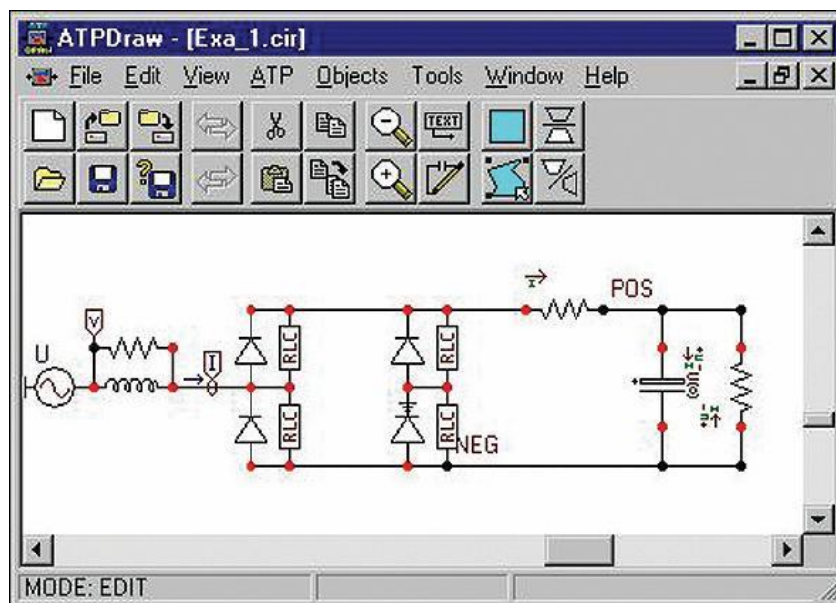 ATPDraw - [Exa_1.cir]
File Edit View ATP Objects Tools Window Help
TEXT
POS
V
U
I
I
RLC
RLC
RLC
RLC
NEG
U(0)
MODE: EDIT